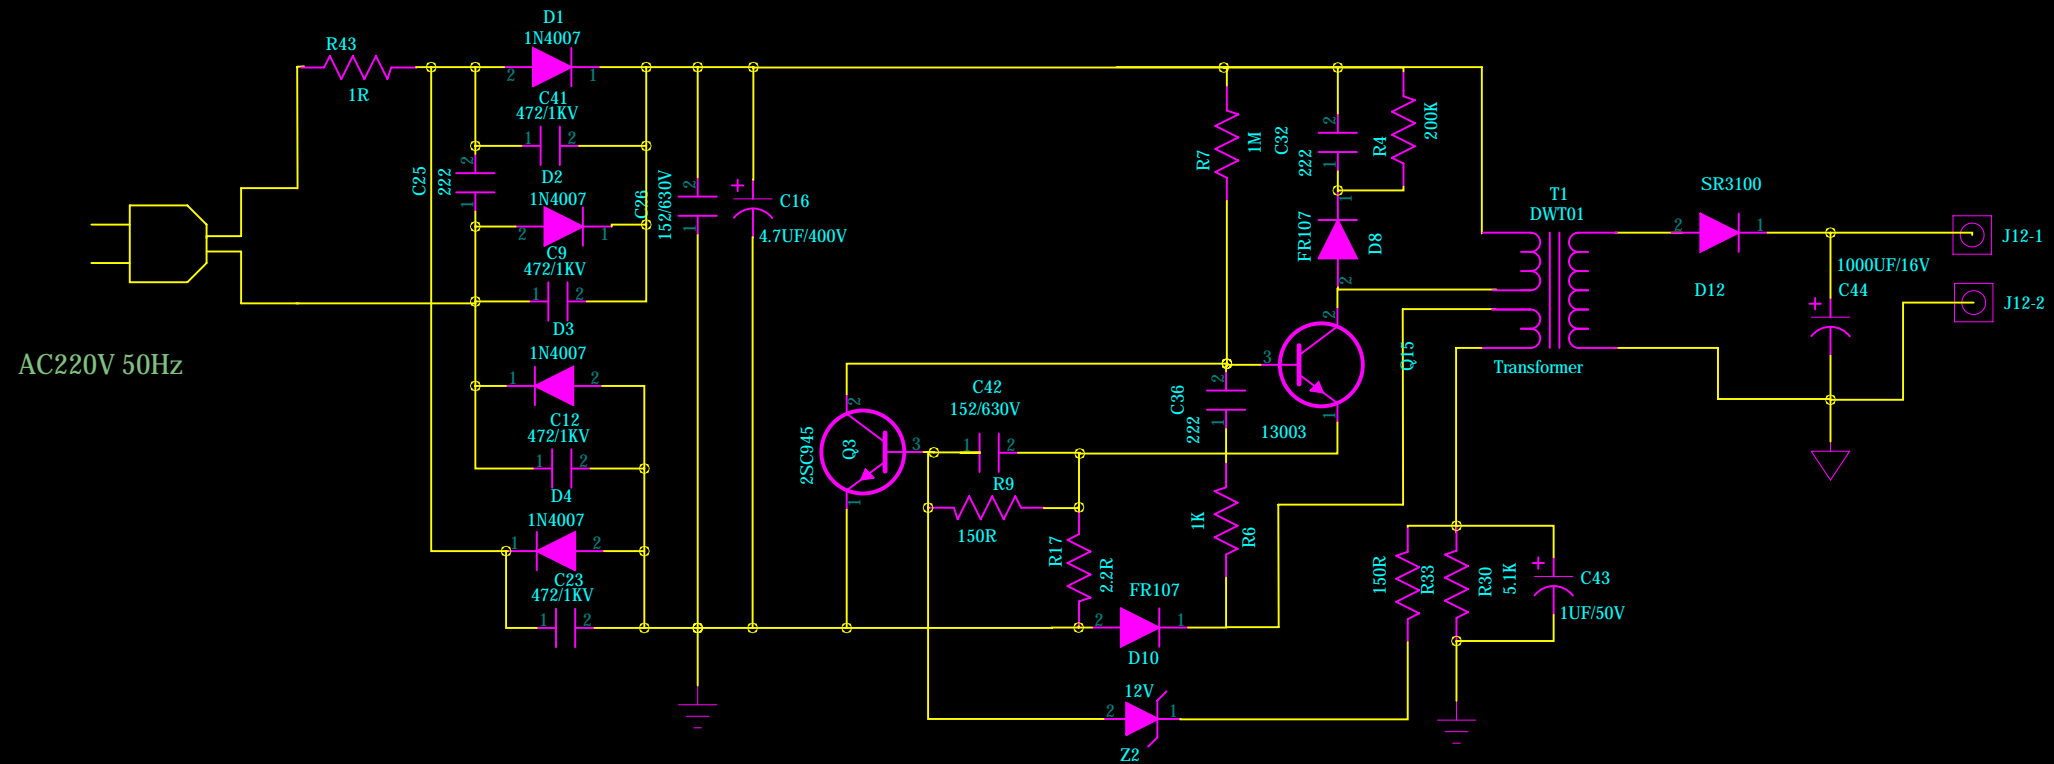 R43
1R
D1
1N4007
2
1
C41
472/1KV
1
2
C25
222
2
1
D2
1N4007
2
1
C9
472/1KV
1
2
D3
1N4007
1
2
C12
472/1KV
1
2
D4
1N4007
1
2
C23
472/1KV
1
2
AC220V 50Hz
C26
152/630V
2
1
+
C16
4.7UF/400V
R7
1M
C32
222
2
1
R4
200K
FR107
1
2
D8
3
2
1
Q15
13003
2SC945
Q3
2
3
1
C42
152/630V
1
2
R9
150R
R17
2.2R
C36
222
2
1
1K
R6
FR107
2
1
D10
12V
2
1
Z2
T1
DWT01
Transformer
SR3100
2
1
D12
1000UF/16V
+
C44
J12-1
J12-2
150R
R33
R30
5.1K
+
C43
1UF/50V